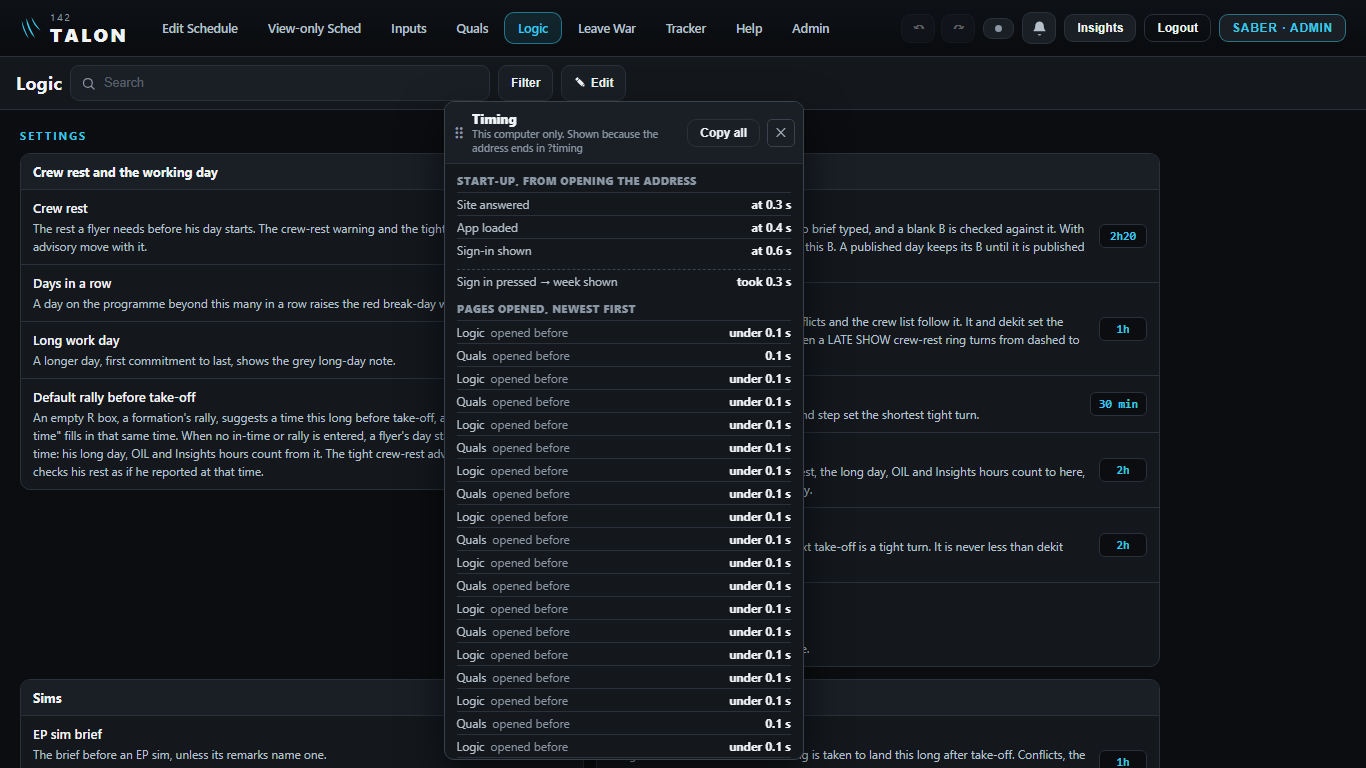 142
TALON
Edit Schedule
View-only Sched
Inputs
Quals
Logic
Leave War
Tracker
Help
Admin
Insights
Logout
SABER · ADMIN
Logic
Search
Filter
Edit
SETTINGS
Crew rest and the working day
Crew rest
The rest a flyer needs before his day starts. The crew-rest warning and the tight
advisory move with it.
Days in a row
A day on the programme beyond this many in a row raises the red break-day
Long work day
A longer day, first commitment to last, shows the grey long-day note.
Default rally before take-off
An empty R box, a formation's rally, suggests a time this long before take-off,
time" fills in that same time. When no in-time or rally is entered, a flyer's day
time: his long day, OIL and Insights hours count from it. The tight crew-rest
checks his rest as if he reported at that time.
Timing
This computer only. Shown because the
address ends in ?timing
Copy all
START-UP, FROM OPENING THE ADDRESS
Site answered at 0.3 s
App loaded at 0.4 s
Sign-in shown at 0.6 s
Sign in pressed → week shown took 0.3 s
PAGES OPENED, NEWEST FIRST
Logic opened before under 0.1 s
Quals opened before 0.1 s
Logic opened before under 0.1 s
Quals opened before under 0.1 s
Logic opened before under 0.1 s
Quals opened before under 0.1 s
Logic opened before under 0.1 s
Quals opened before under 0.1 s
Logic opened before under 0.1 s
Quals opened before under 0.1 s
Logic opened before under 0.1 s
Quals opened before under 0.1 s
Logic opened before under 0.1 s
Quals opened before under 0.1 s
Logic opened before under 0.1 s
Quals opened before under 0.1 s
Logic opened before under 0.1 s
Quals opened before 0.1 s
Logic opened before under 0.1 s
brief typed, and a blank B is checked against it. With
this B. A published day keeps its B until it is published
2h20
and the crew list follow it. It and dekit set the
a LATE SHOW crew-rest ring turns from dashed to
1h
step set the shortest tight turn.
30 min
the long day, OIL and Insights hours count to here,
2h
take-off is a tight turn. It is never less than dekit
2h
Sims
EP sim brief
The brief before an EP sim, unless its remarks name one.
is taken to land this long after take-off. Conflicts, the
1h